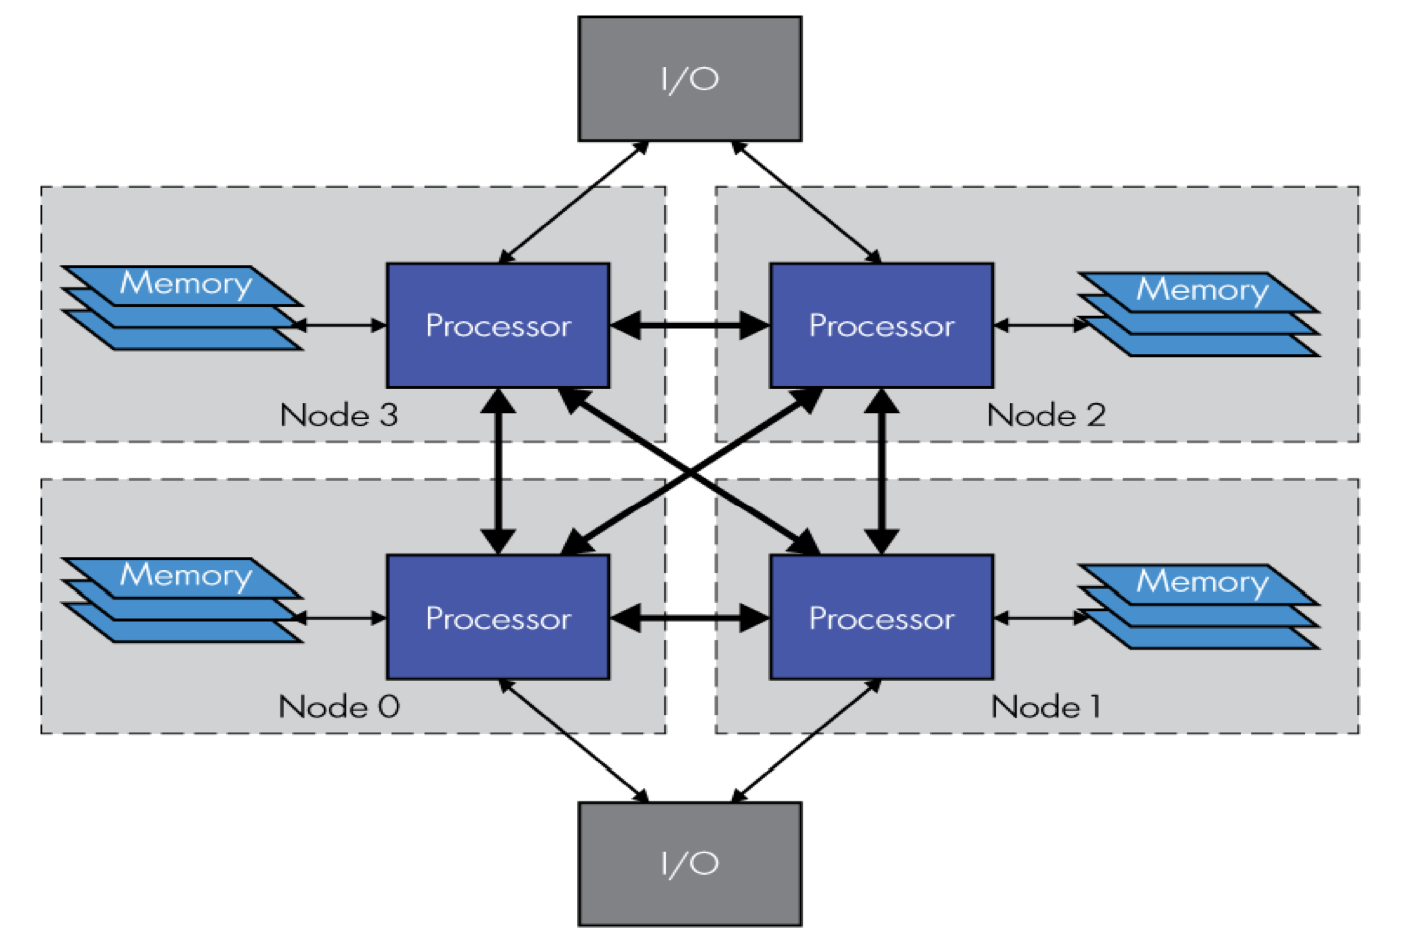 I/O
Memory
Processor
Processor
Memory
Node 3
Node 2
Memory
Processor
Processor
Memory
Node 0
Node 1
I/O